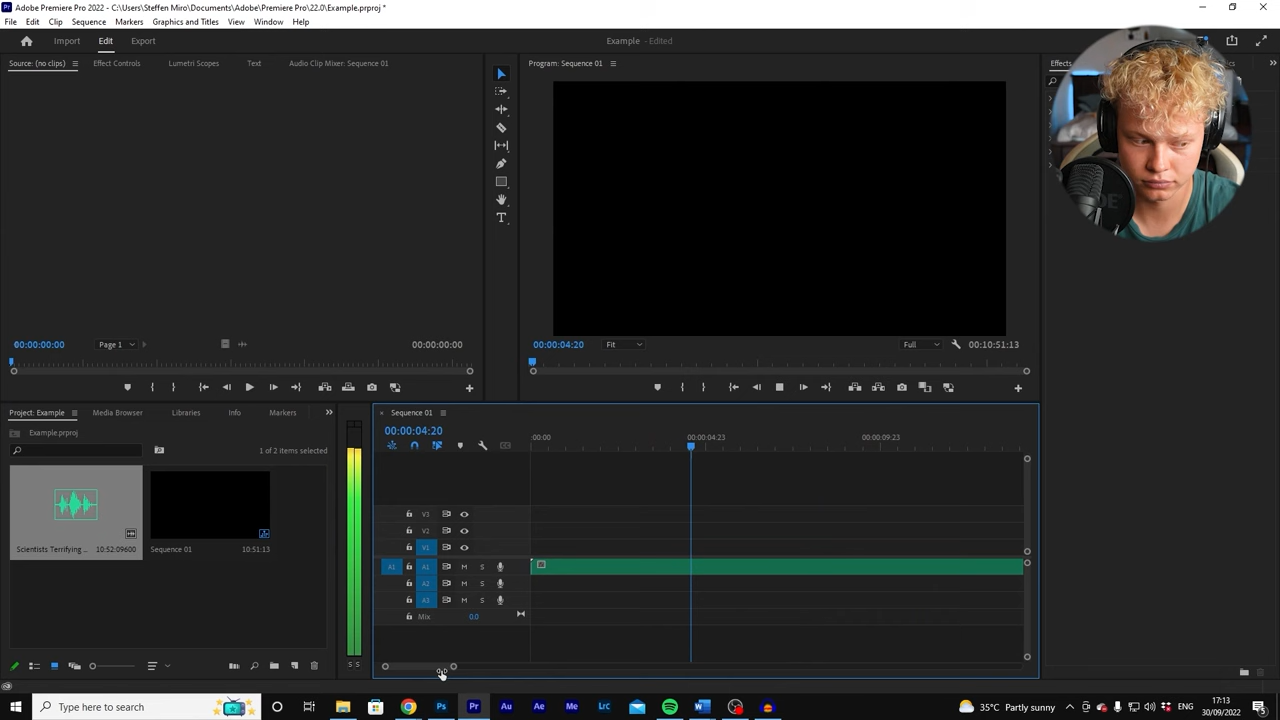 Adobe Premiere Pro 2022 - C:\Users\Steffen Miro\Documents\Adobe\Premiere Pro\22.0\Example.prproj *
File Edit Clip Sequence Markers Graphics and Titles View Window Help
Import Edit Export
Example - Edited
Source: (no clips) Effect Controls Lumetri Scopes Text Audio Clip Mixer: Sequence 01
Program: Sequence 01
Effects
00:00:00:00 Page 1 00:00:00:00
00:00:04:20 Fit Full 00:10:51:13
Project: Example Media Browser Libraries Info Markers
Example.prproj
1 of 2 items selected
Scientists Terrifying ... 10:52:09600
Sequence 01 10:51:13
S S
Sequence 01
00:00:04:20
:00:00 00:00:04:23 00:00:09:23
V3
V2
V1
A1 A1 M S
A2 M S
A3 M S
Mix 0.0
Type here to search
Pr Ps Au Ae Me Lrc
35°C Partly sunny
ENG
17:13
30/09/2022